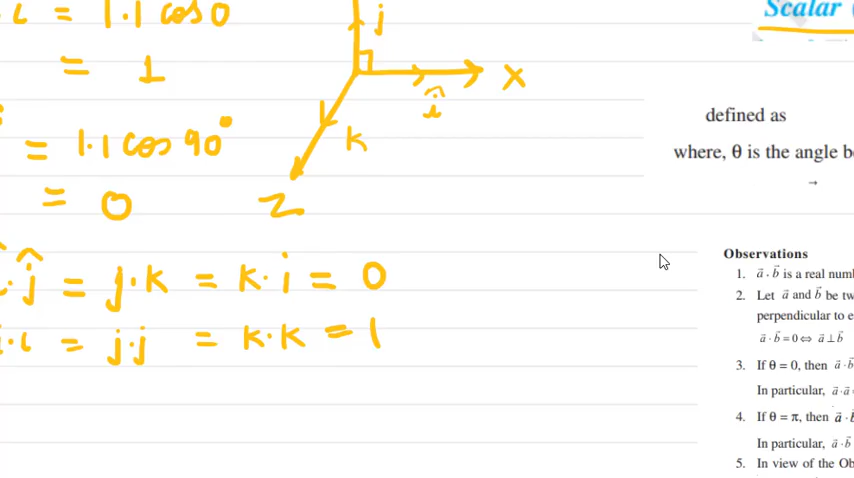 . i = 1.1 cos 0
= 1
= 1.1 cos 90°
= 0
j
X
î
k
Z
. ĵ = j.k = k.i = 0
i.i = j.j = k.k = 1
Scalar (
defined as
where, θ is the angle be
→
Observations
1. a⃗ · b⃗ is a real num
2. Let a⃗ and b⃗ be tw
perpendicular to e
a⃗ · b⃗ = 0 ⇔ a⃗ ⊥ b⃗
3. If θ = 0, then a⃗ · b⃗
In particular, a⃗ · a⃗
4. If θ = π, then a⃗ · b⃗
In particular, a⃗ · b⃗
5. In view of the Ob